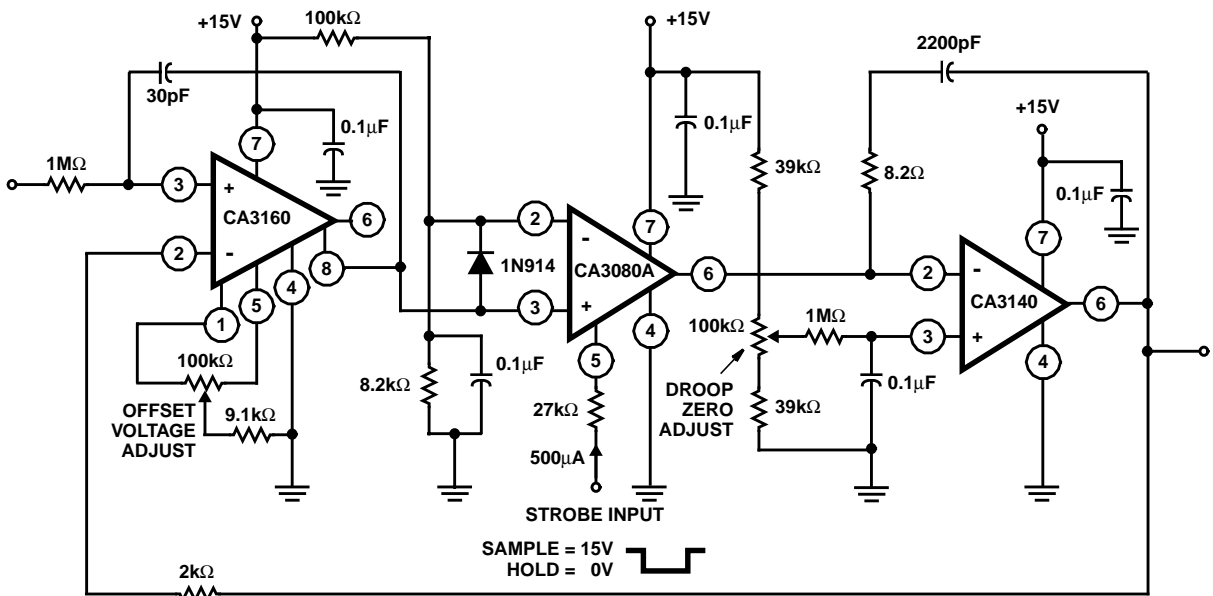 +15V
100kΩ
30pF
0.1µF
7
1MΩ
3
+
CA3160
6
2
-
8
4
5
1
100kΩ
OFFSET
VOLTAGE
ADJUST
9.1kΩ
2kΩ
2
-
1N914
CA3080A
3
+
7
6
4
5
8.2kΩ
0.1µF
27kΩ
500µA
STROBE INPUT
SAMPLE = 15V
HOLD = 0V
+15V
0.1µF
39kΩ
100kΩ
1MΩ
DROOP
ZERO
ADJUST
39kΩ
0.1µF
2200pF
8.2Ω
+15V
0.1µF
7
2
-
CA3140
6
3
+
4